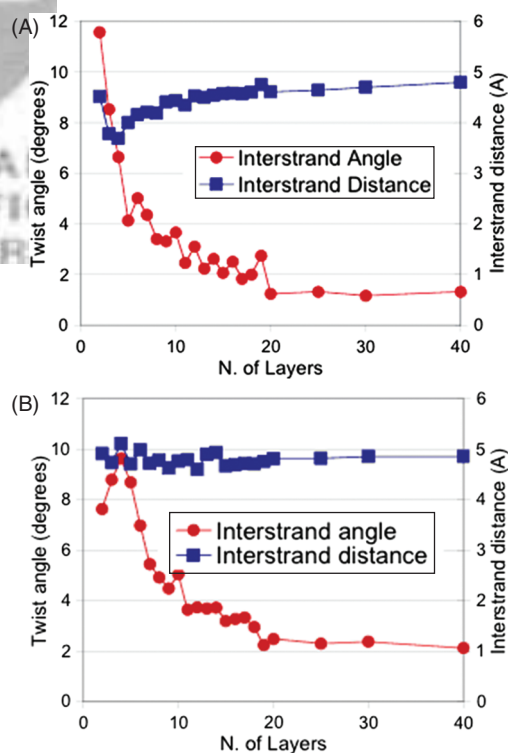 (A)
12
10
8
6
4
2
0
Twist angle (degrees)
6
5
4
3
2
1
0
Interstrand distance (A)
Interstrand Angle
Interstrand Distance
0 10 20 30 40
N. of Layers
(B)
12
10
8
6
4
2
0
Twist angle (degrees)
6
5
4
3
2
1
0
Interstrand distance (A)
Interstrand angle
Interstrand distance
0 10 20 30 40
N. of Layers